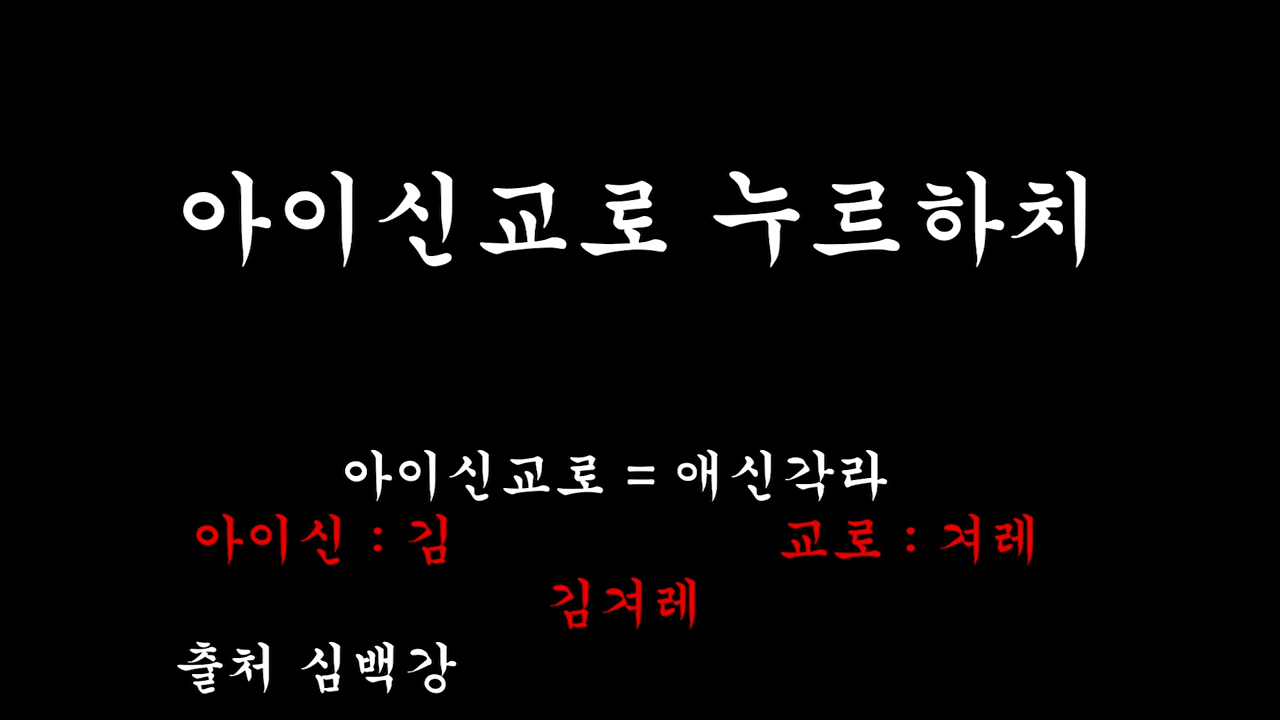 아이신교로 누르하치
아이신교로 = 애신각라
아이신 : 김 교로 : 겨레
김겨레
출처 심백강